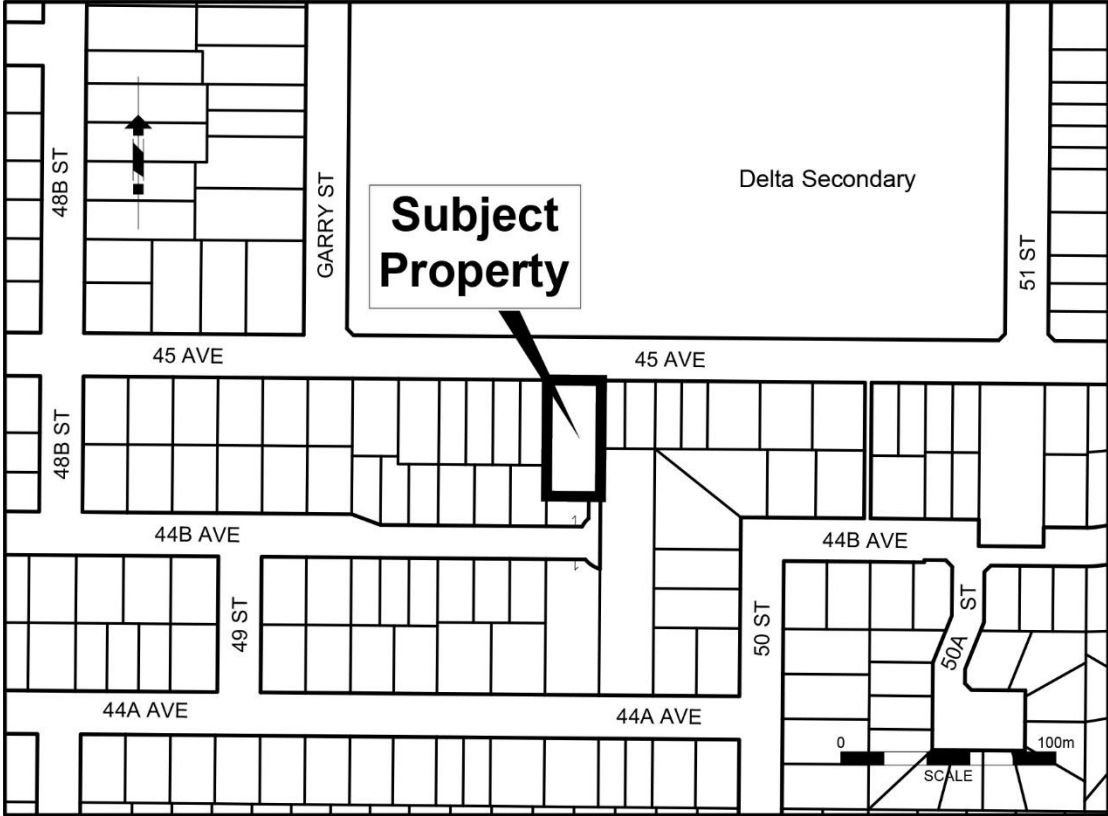 48B ST
GARRY ST
Delta Secondary
51 ST
Subject
Property
45 AVE
45 AVE
48B ST
44B AVE
44B AVE
49 ST
50 ST
50A
ST
44A AVE
44A AVE
0
100m
SCALE